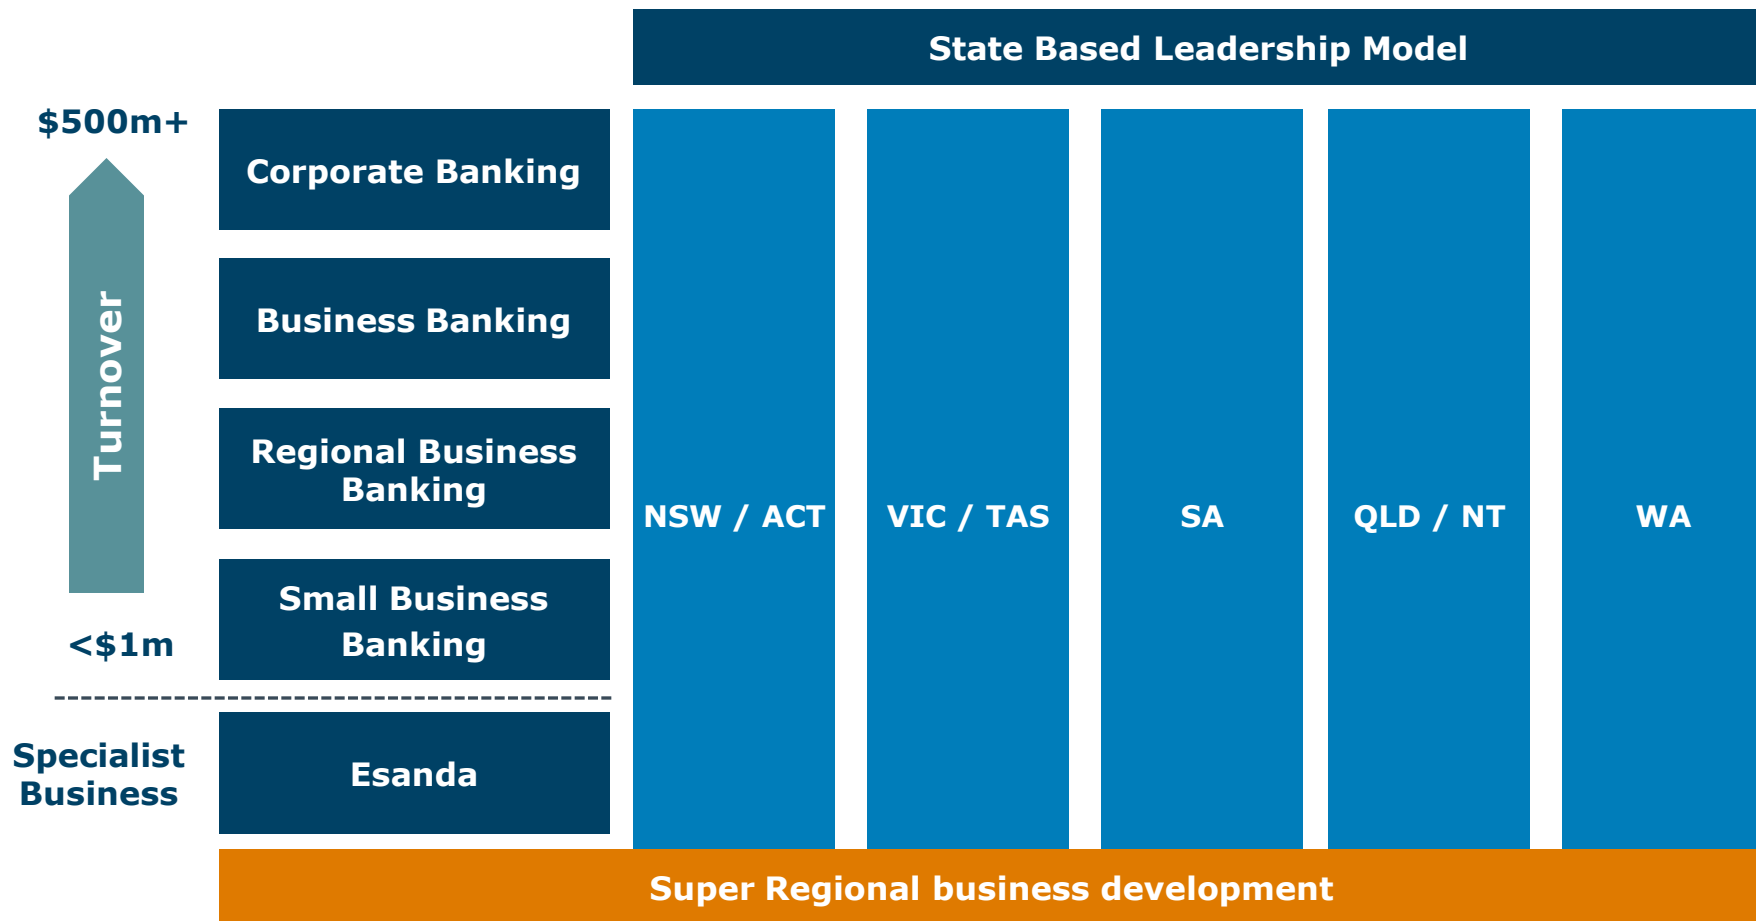 State Based Leadership Model
$500m+
Turnover
<$1m
Corporate Banking
Business Banking
Regional Business
Banking
Small Business
Banking
Specialist
Business
Esanda
NSW / ACT
VIC / TAS
SA
QLD / NT
WA
Super Regional business development